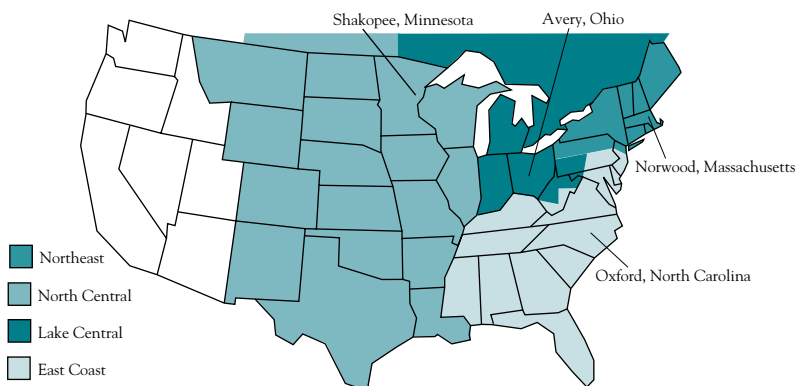 Shakopee, Minnesota
Avery, Ohio
Norwood, Massachusetts
Oxford, North Carolina
Northeast
North Central
Lake Central
East Coast